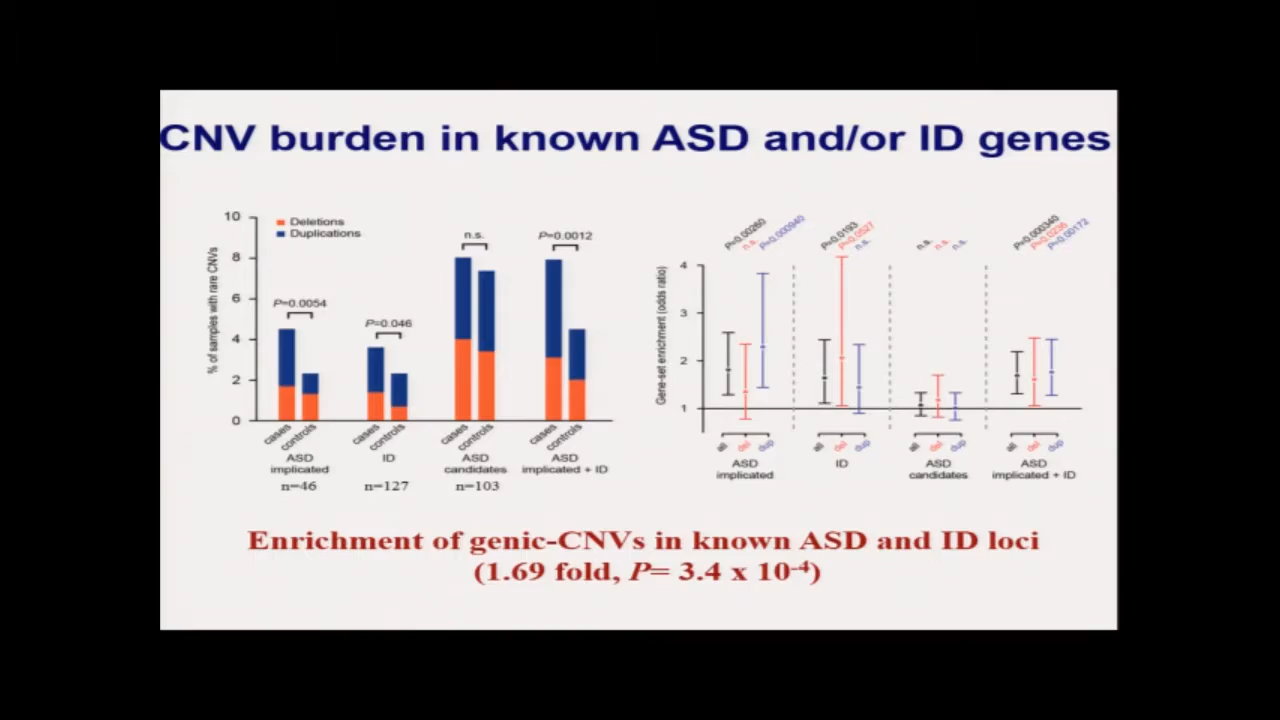 CNV burden in known ASD and/or ID genes
Deletions
Duplications
% of samples with rare CNVs
10
8
6
4
2
0
P=0.0054
P=0.046
n.s.
P=0.0012
cases
controls
cases
controls
cases
controls
cases
controls
ASD
implicated
ID
ASD
candidates
ASD
implicated + ID
n=46
n=127
n=103
Gene-set enrichment (odds ratio)
4
3
2
1
P=0.00260
n.s.
P=0.000940
P=0.0193
P=0.0527
n.s.
n.s.
n.s.
n.s.
P=0.000340
P=0.0236
P=0.00172
all
del
dup
all
del
dup
all
del
dup
all
del
dup
ASD
implicated
ID
ASD
candidates
ASD
implicated + ID
Enrichment of genic-CNVs in known ASD and ID loci
(1.69 fold, P= 3.4 x 10⁻⁴)